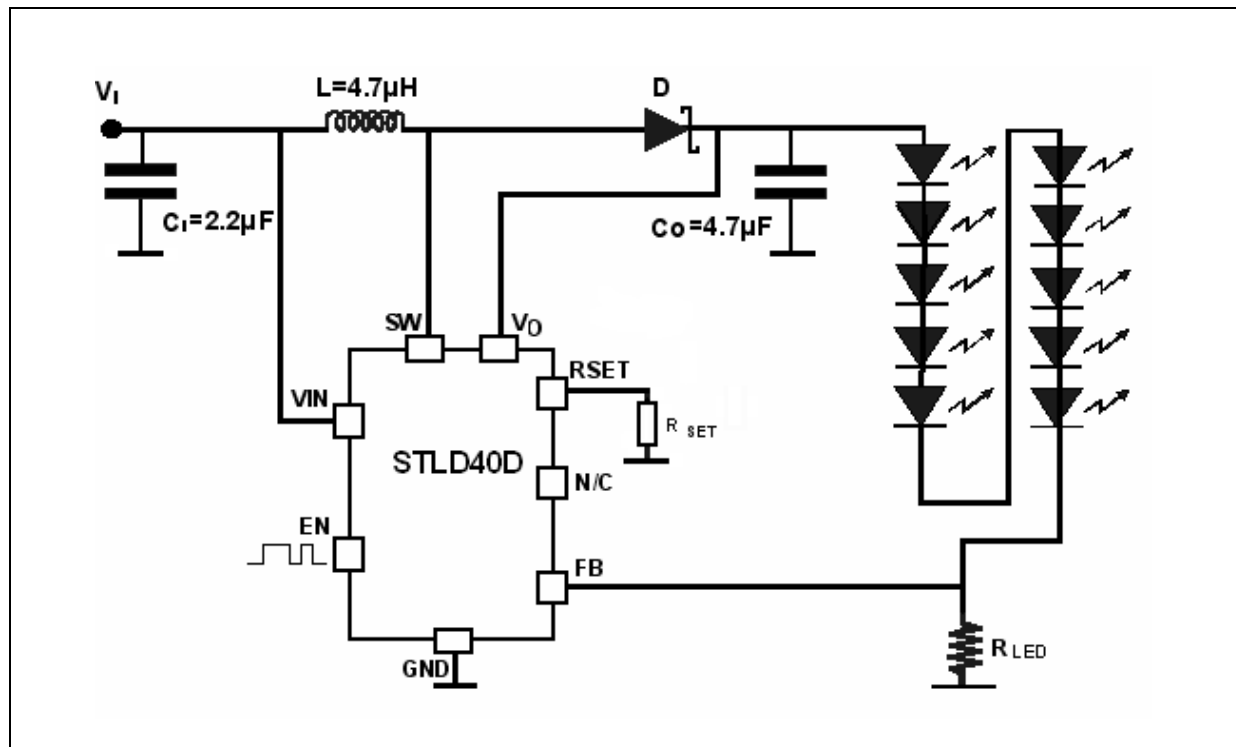 VI
L=4.7µH
D
CI=2.2µF
Co=4.7µF
SW
VO
RSET
VIN
R SET
STLD40D
N/C
EN
FB
GND
R LED